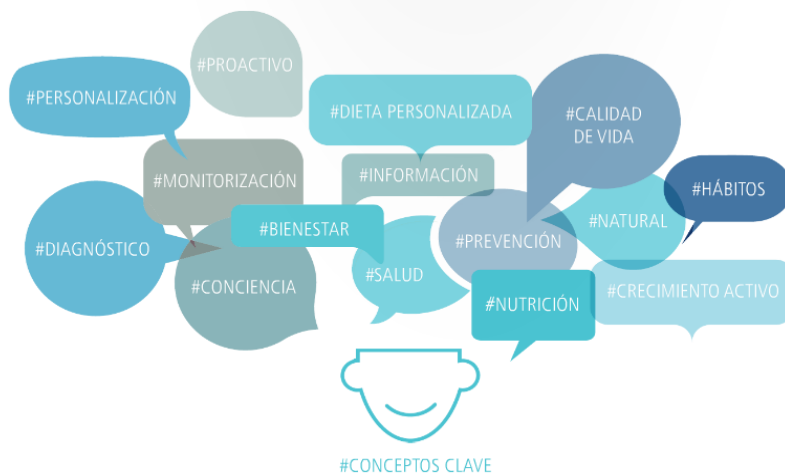 #PROACTIVO
#PERSONALIZACIÓN
#DIETA PERSONALIZADA
#CALIDAD
DE VIDA
#MONITORIZACIÓN
#INFORMACIÓN
#HÁBITOS
#DIAGNÓSTICO
#BIENESTAR
#PREVENCIÓN
#NATURAL
#CONCIENCIA
#SALUD
#NUTRICIÓN
#CRECIMIENTO ACTIVO
#CONCEPTOS CLAVE